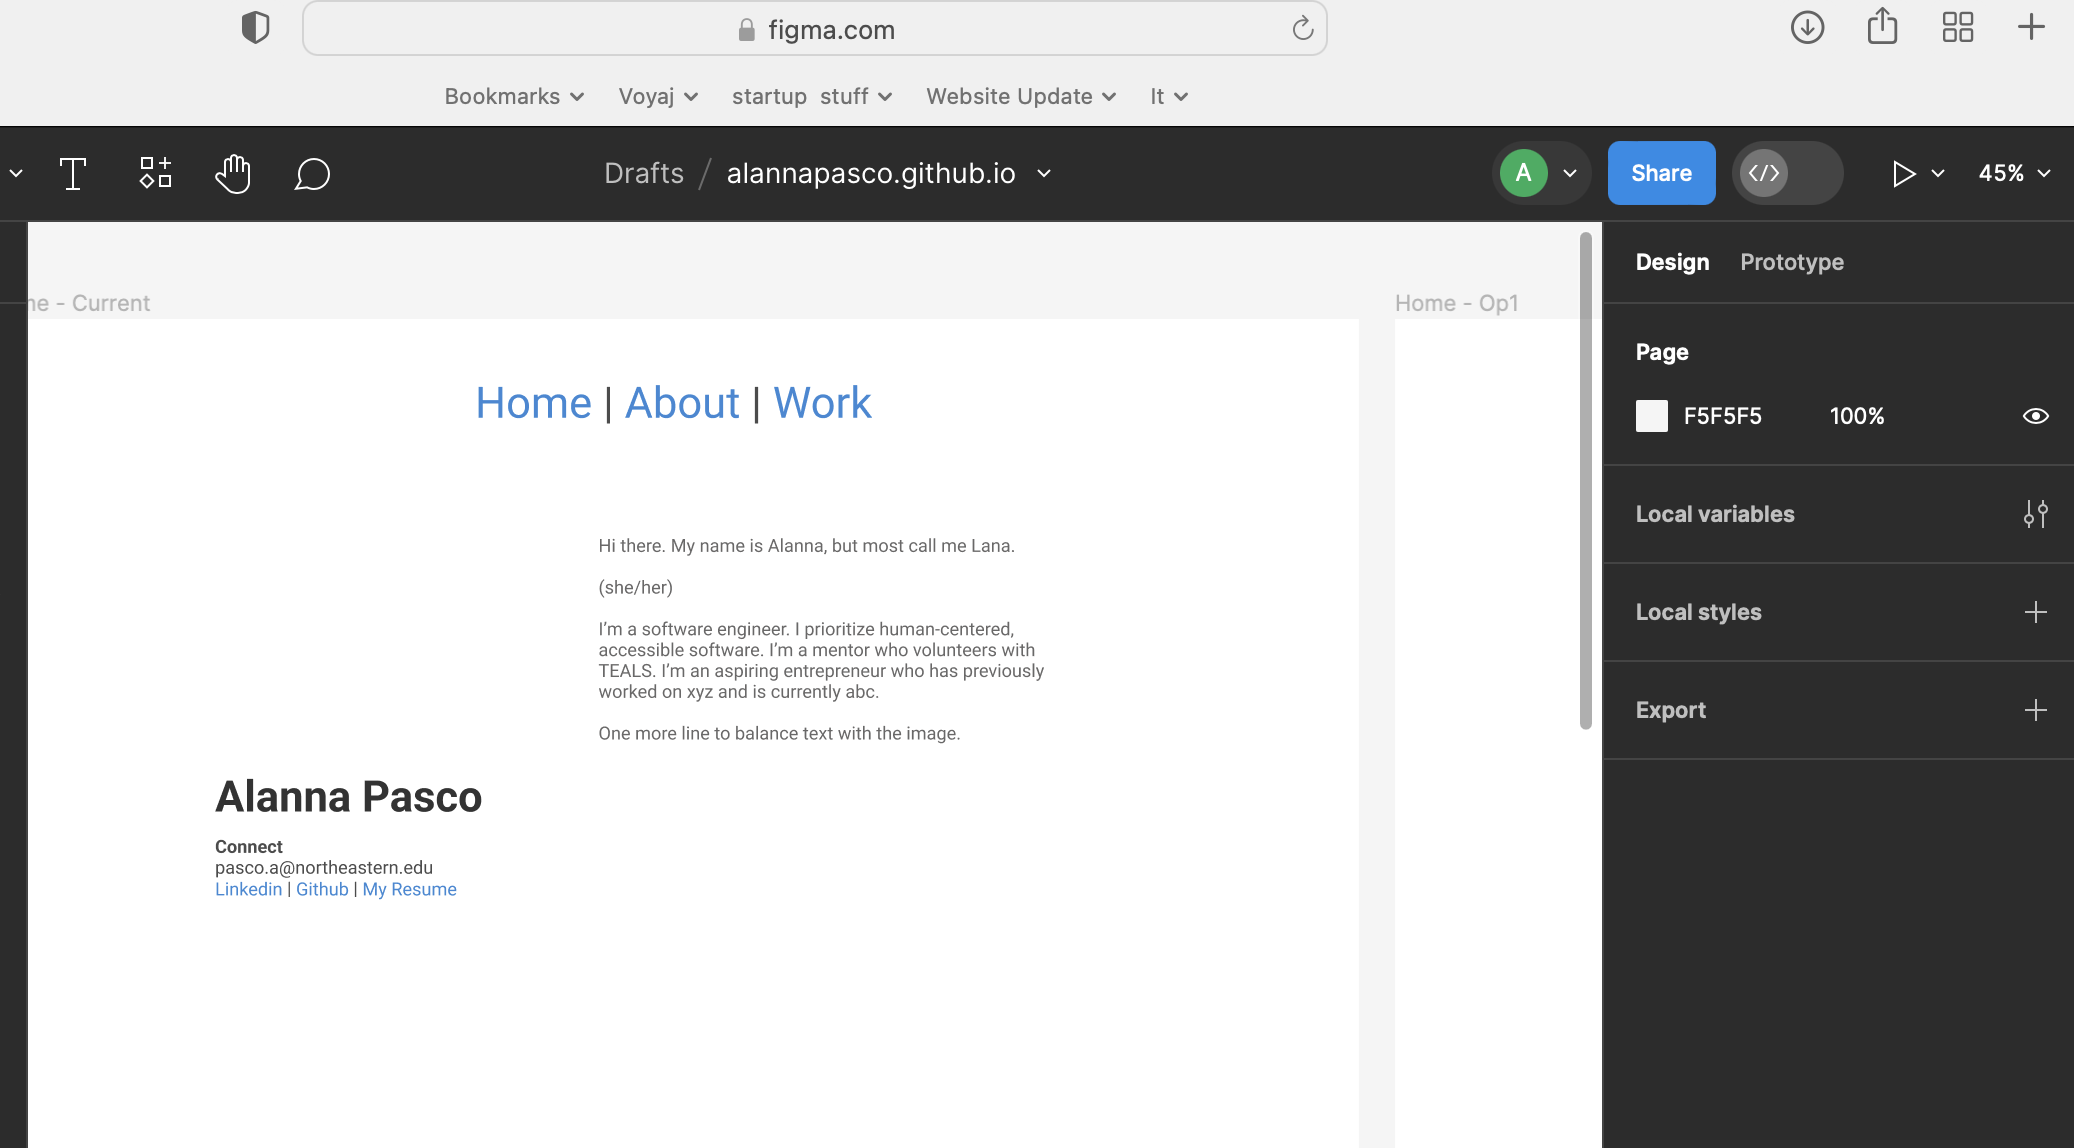 figma.com
Bookmarks Voyaj startup stuff Website Update It
Drafts / alannapasco.github.io A Share </> 45%
Design Prototype
- Current
Home - Op1
Page
F5F5F5 100%
Local variables
Local styles
Export
Home | About | Work
Hi there. My name is Alanna, but most call me Lana.
(she/her)
I’m a software engineer. I prioritize human-centered,
accessible software. I’m a mentor who volunteers with
TEALS. I’m an aspiring entrepreneur who has previously
worked on xyz and is currently abc.
One more line to balance text with the image.
Alanna Pasco
Connect
pasco.a@northeastern.edu
Linkedin | Github | My Resume